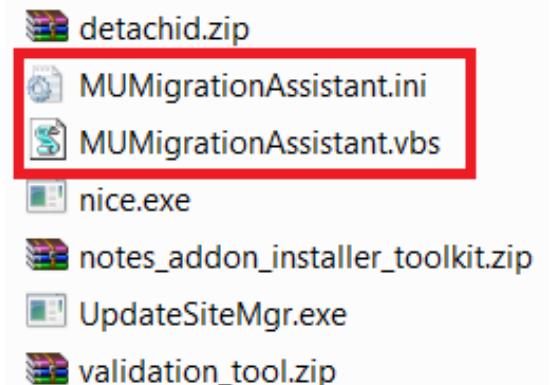 detachid.zip
MUMigrationAssistant.ini
MUMigrationAssistant.vbs
nice.exe
notes_addon_installer_toolkit.zip
UpdateSiteMgr.exe
validation_tool.zip